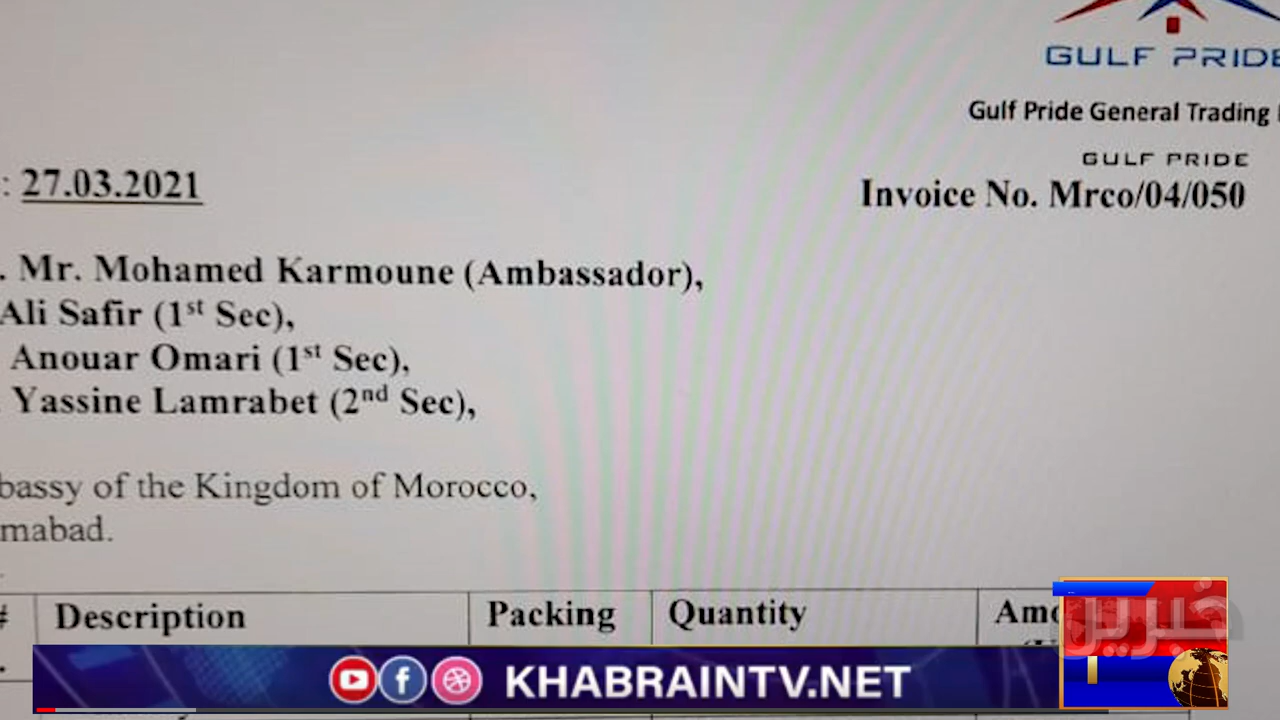 GULF PRIDE
Gulf Pride General Trading
GULF PRIDE
: 27.03.2021
Invoice No. Mrco/04/050
. Mr. Mohamed Karmoune (Ambassador),
Ali Safir (1st Sec),
Anouar Omari (1st Sec),
Yassine Lamrabet (2nd Sec),
bassy of the Kingdom of Morocco,
mabad.
# Description Packing Quantity Amo
KHABRAINTV.NET
خبریں